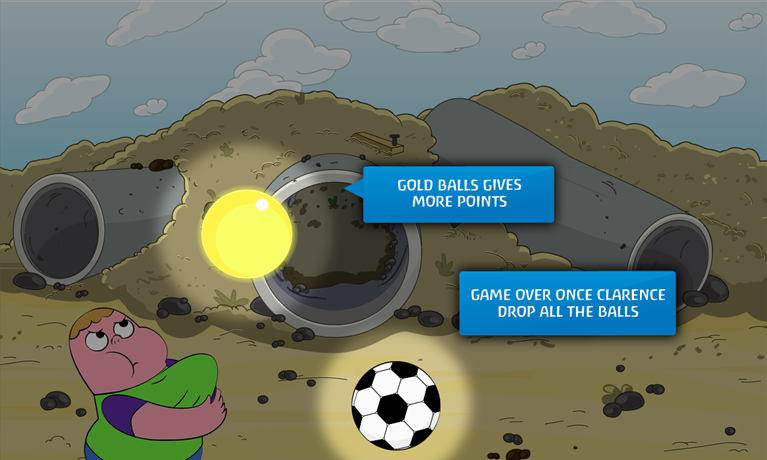 GOLD BALLS GIVES
MORE POINTS
GAME OVER ONCE CLARENCE
DROP ALL THE BALLS